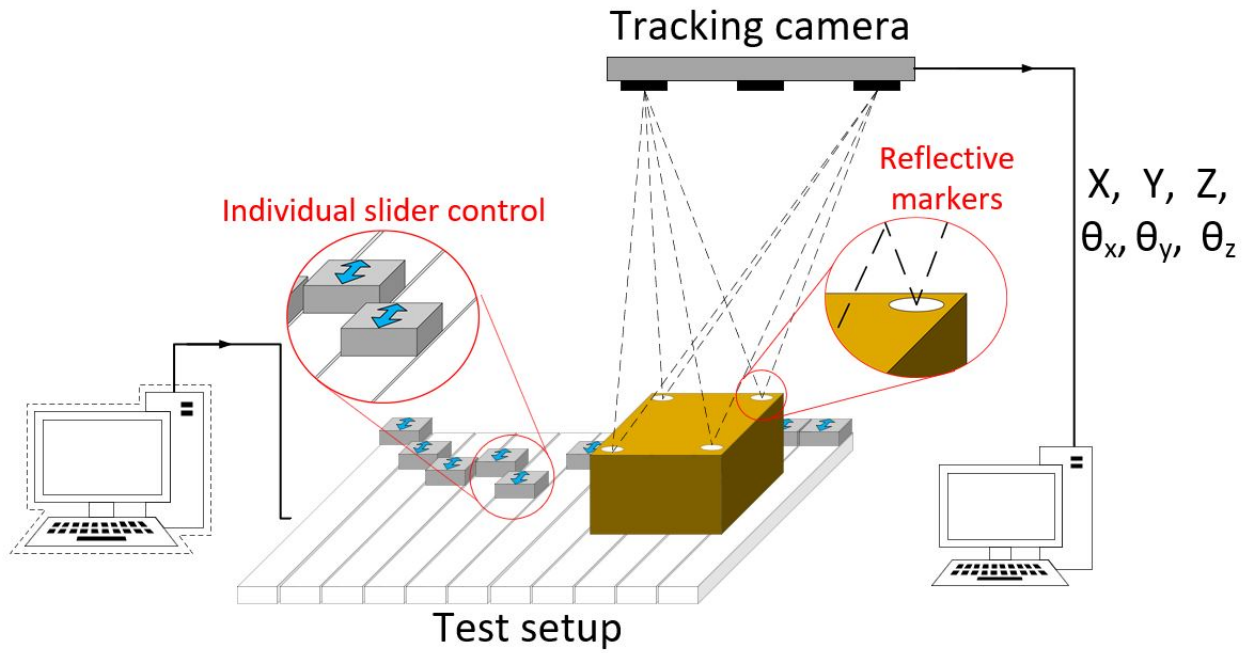 Tracking camera
Reflective
markers
Individual slider control
X, Y, Z,
θx, θy, θz
Test setup